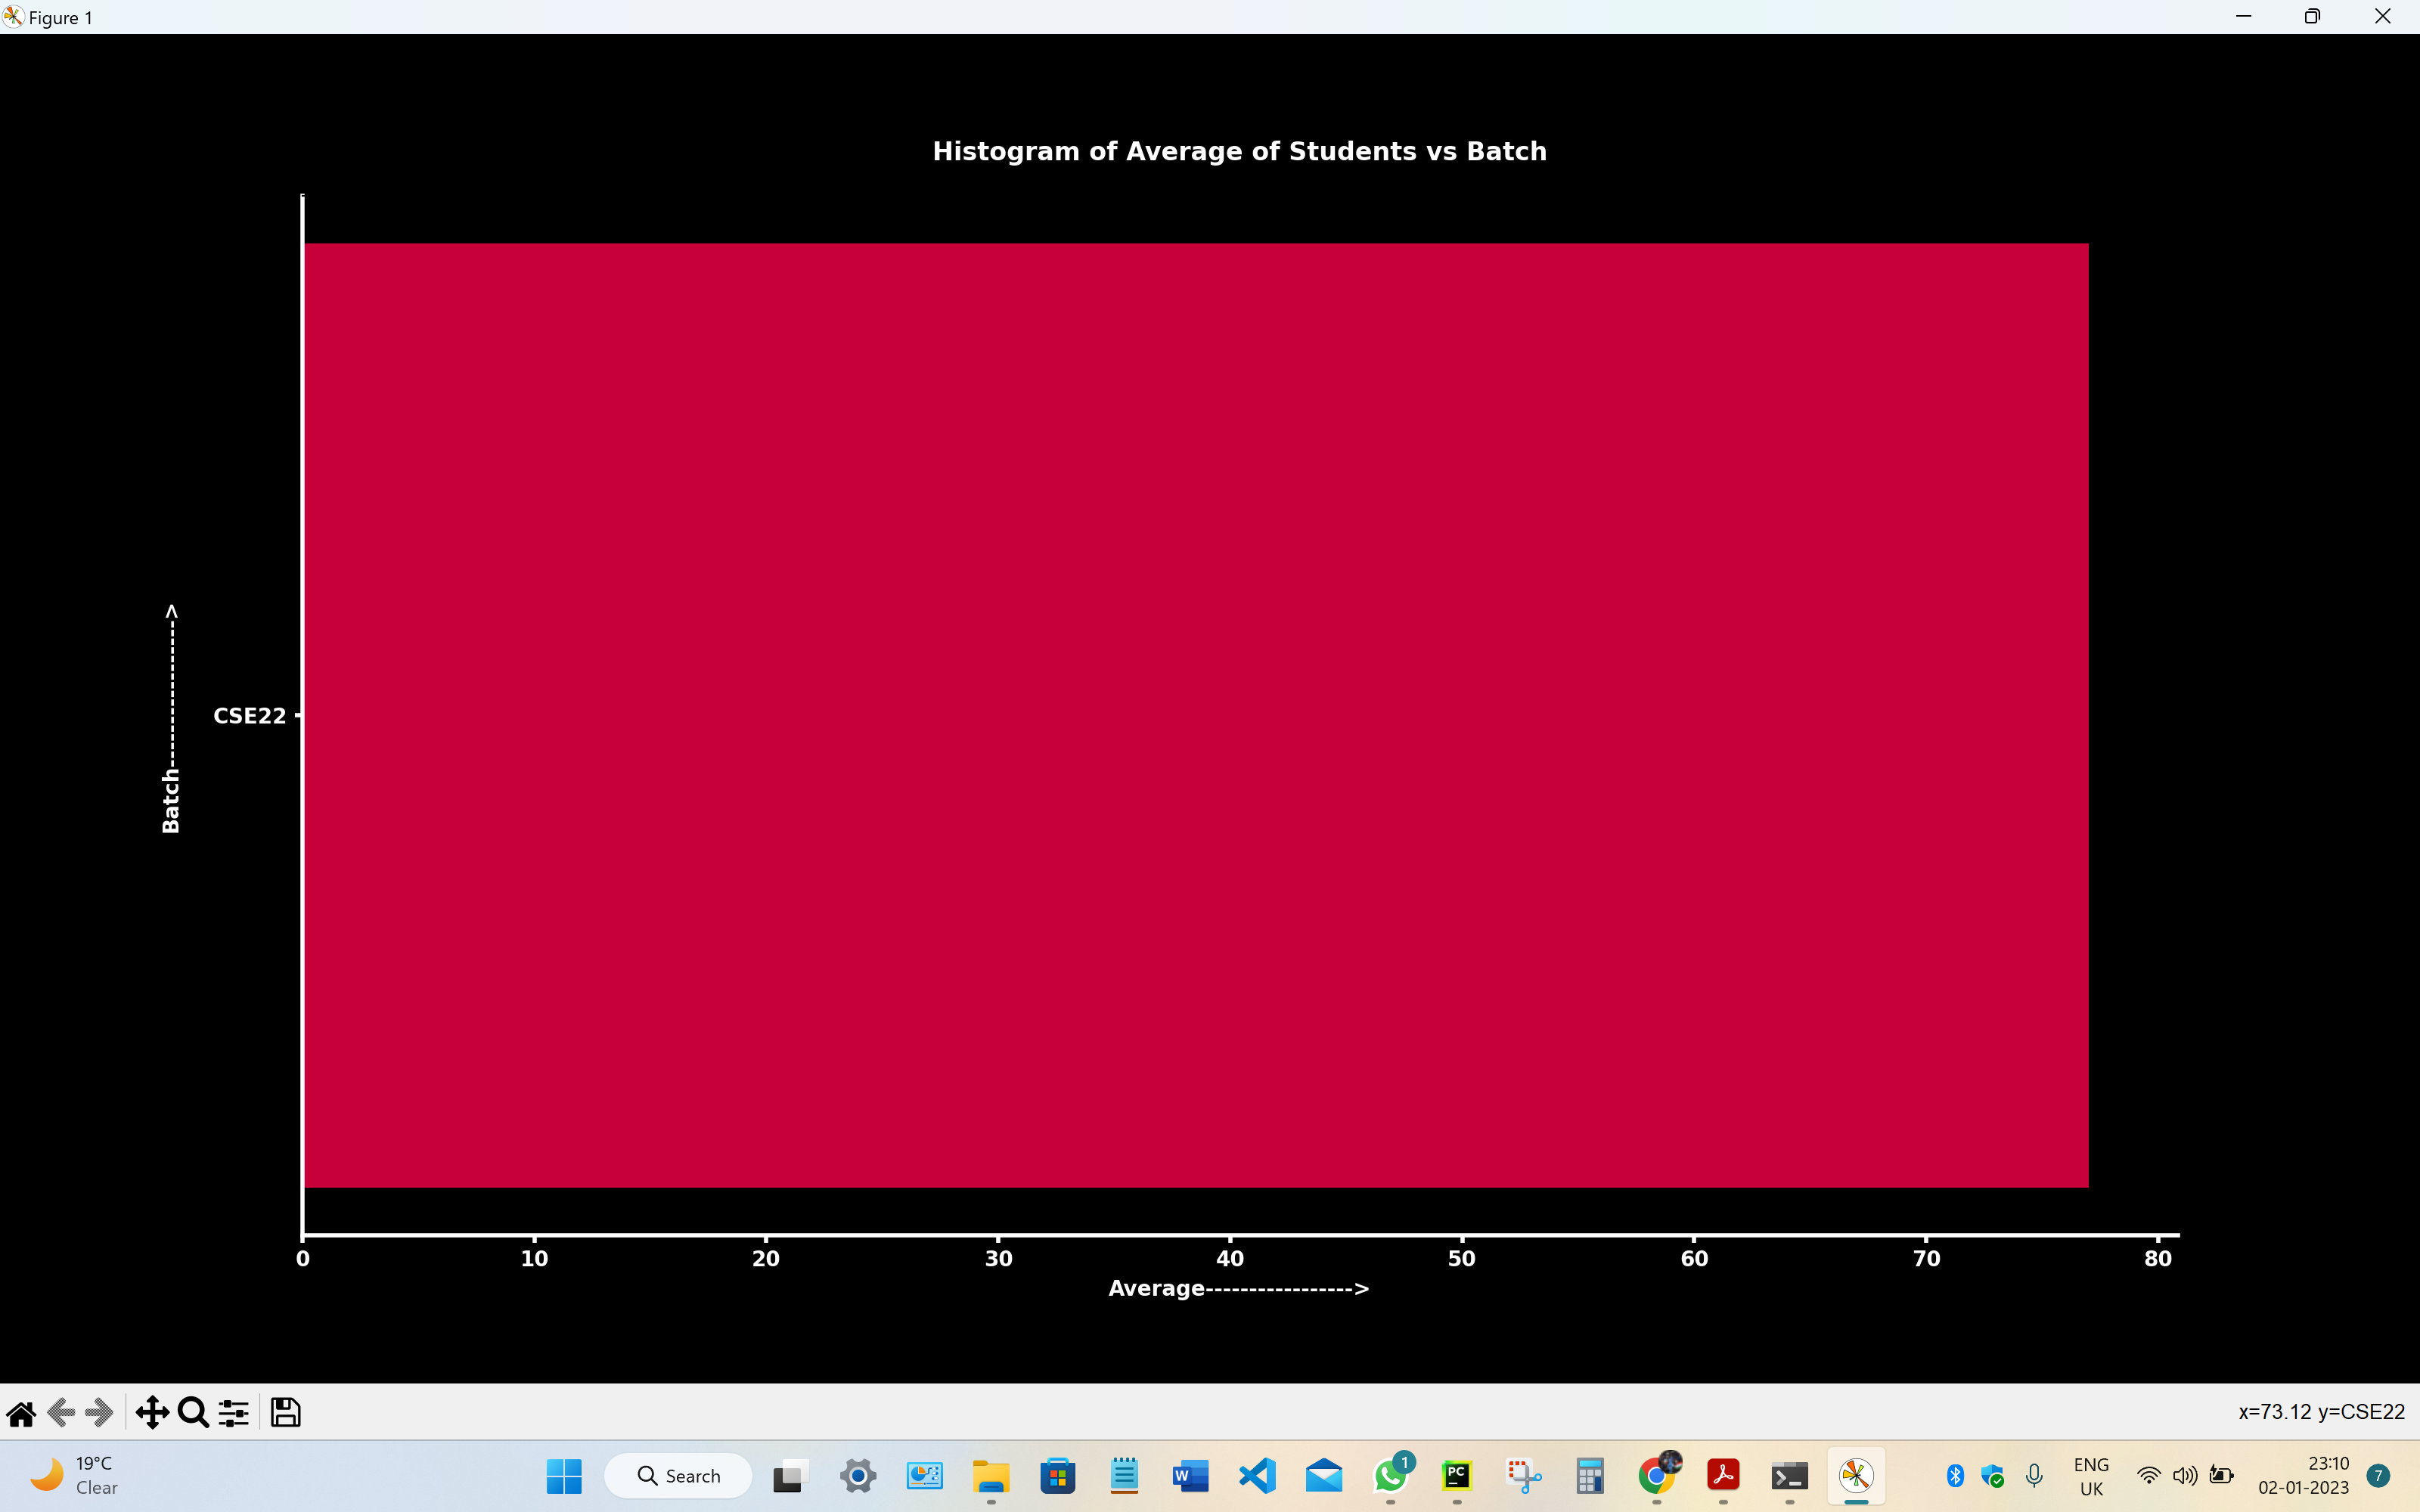 Figure 1
Histogram of Average of Students vs Batch
Batch----------------->
CSE22
0 10 20 30 40 50 60 70 80
Average----------------->
x=73.12 y=CSE22
19°C
Clear
Search
W
1
PC
ENG
UK
23:10
02-01-2023
7